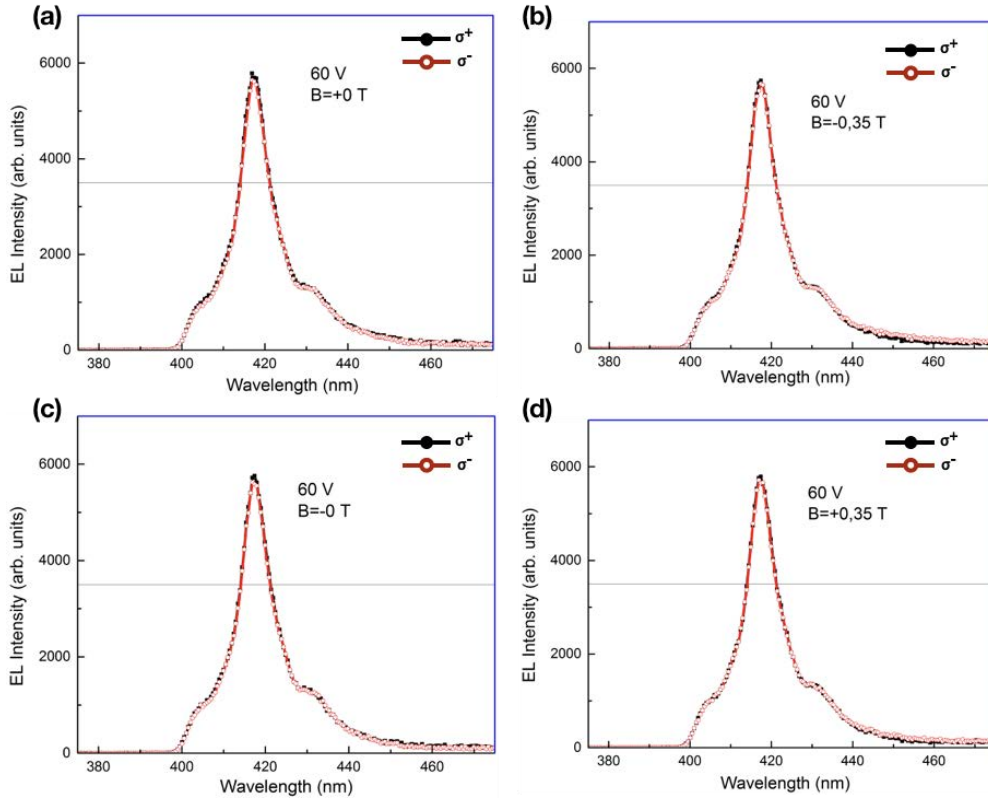 (a)
σ⁺
σ⁻
60 V
B=+0 T
6000
4000
2000
0
EL Intensity (arb. units)
380 400 420 440 460
Wavelength (nm)
(b)
σ⁺
σ⁻
60 V
B=-0,35 T
6000
4000
2000
0
EL Intensity (arb. units)
380 400 420 440 460
Wavelength (nm)
(c)
σ⁺
σ⁻
60 V
B=-0 T
6000
4000
2000
0
EL Intensity (arb. units)
380 400 420 440 460
Wavelength (nm)
(d)
σ⁺
σ⁻
60 V
B=+0,35 T
6000
4000
2000
0
EL Intensity (arb. units)
380 400 420 440 460
Wavelength (nm)